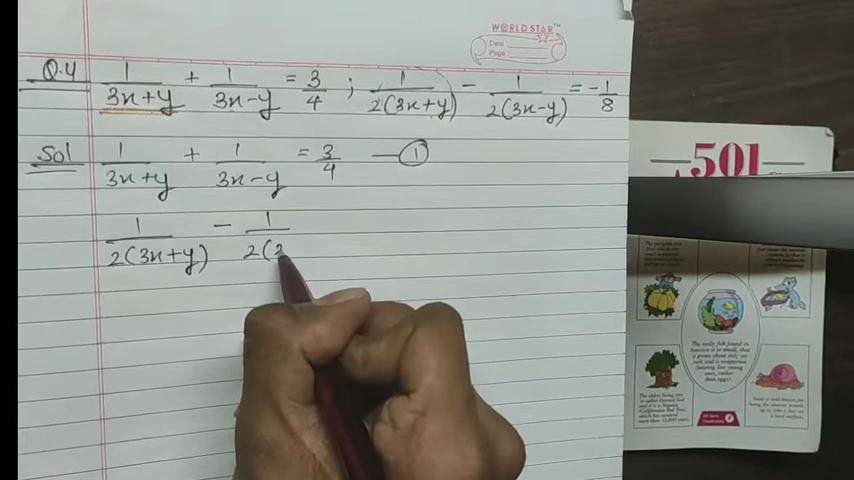 WORLD STAR™
Date
Page
Q.4 1/(3x+y) + 1/(3x-y) = 3/4 ; 1/2(3x+y) - 1/2(3x-y) = -1/8
Sol 1/(3x+y) + 1/(3x-y) = 3/4 — ①
1/2(3x+y) - 1/2(3
501